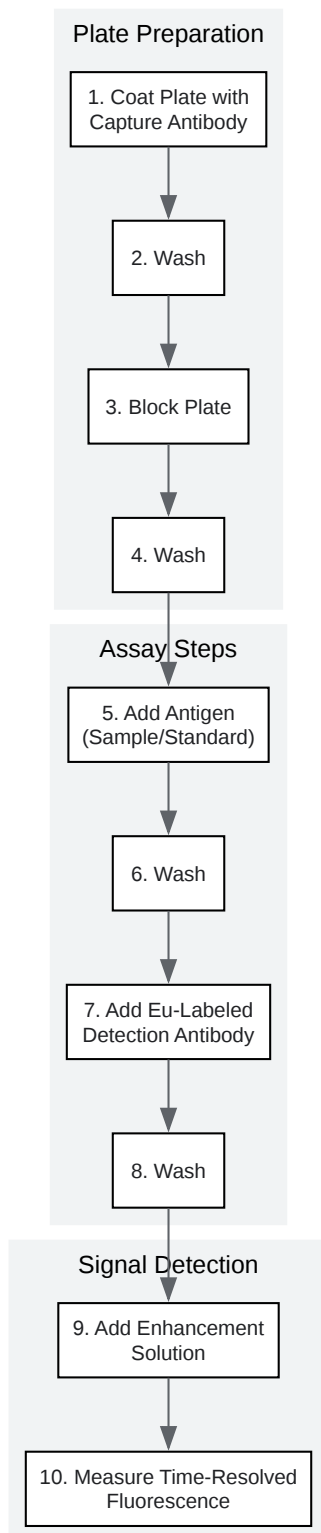 Plate Preparation
1. Coat Plate with
Capture Antibody
2. Wash
3. Block Plate
4. Wash
Assay Steps
5. Add Antigen
(Sample/Standard)
6. Wash
7. Add Eu-Labeled
Detection Antibody
8. Wash
Signal Detection
9. Add Enhancement
Solution
10. Measure Time-Resolved
Fluorescence